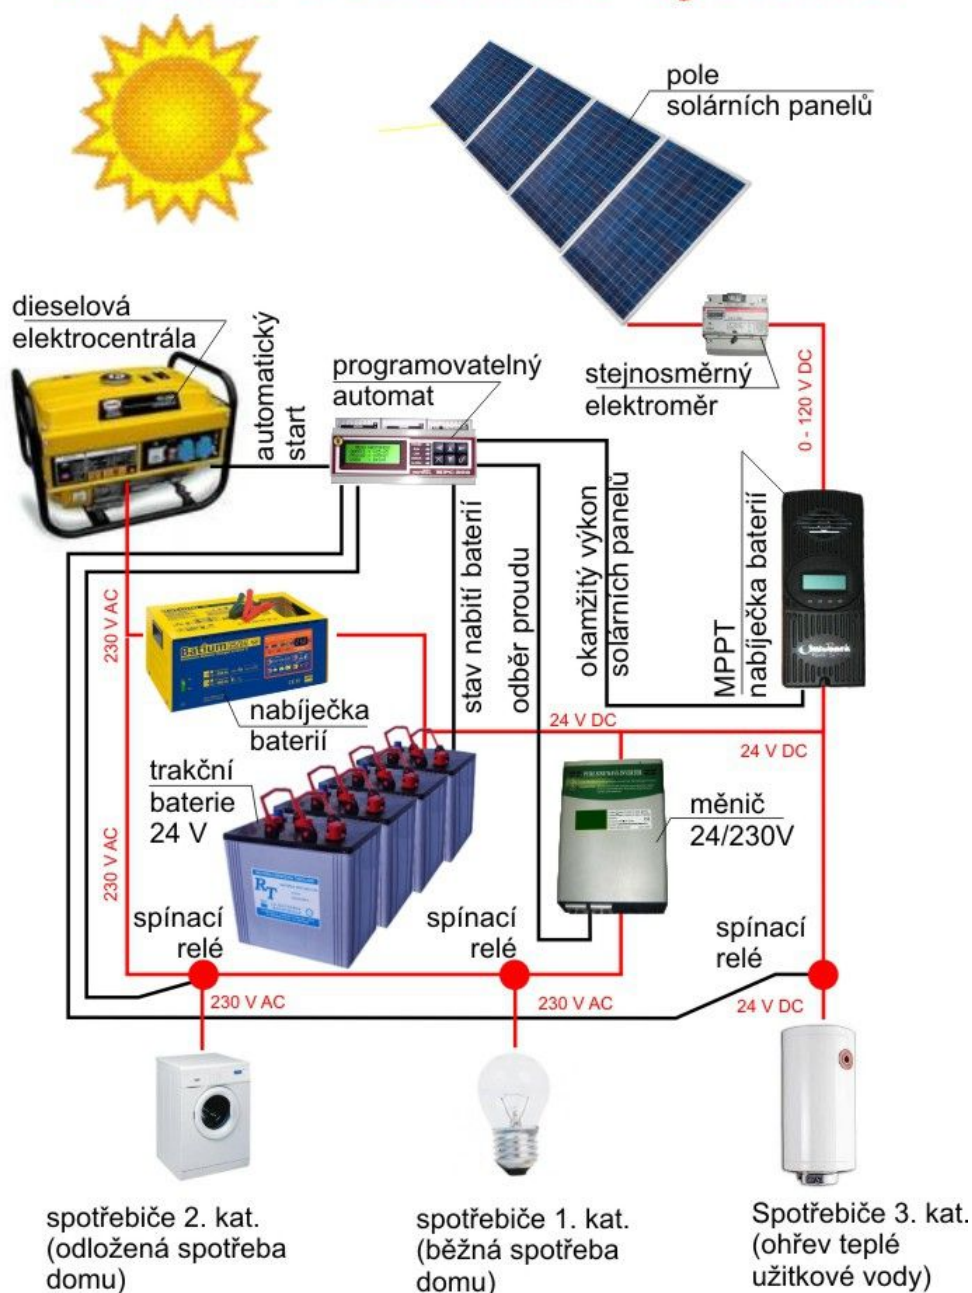 pole
solárních panelů
dieselová
elektrocentrála
automatický
start
programovatelný
automat
stejnosměrný
elektroměr
0 - 120 V DC
stav nabití baterií
odběr proudu
okamžitý výkon
solárních panelů
MPPT
nabíječka baterií
230 V AC
Batium
nabíječka
baterií
24 V DC
24 V DC
trakční
baterie
24 V
měnič
24/230V
230 V AC
RT
spínací
relé
spínací
relé
spínací
relé
230 V AC
230 V AC
24 V DC
spotřebiče 2. kat.
(odložená spotřeba
domu)
spotřebiče 1. kat.
(běžná spotřeba
domu)
Spotřebiče 3. kat.
(ohřev teplé
užitkové vody)